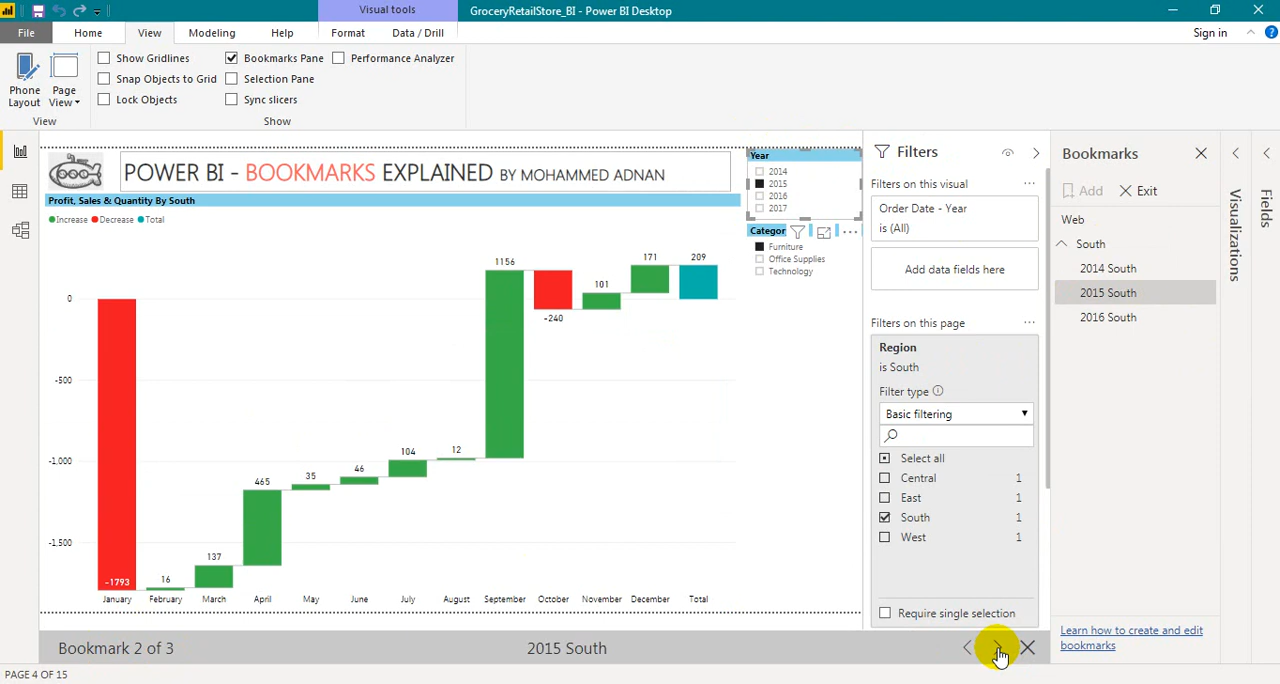 Visual tools
GroceryRetailStore_BI - Power BI Desktop
File Home View Modeling Help Format Data / Drill
Sign in
Show Gridlines Bookmarks Pane Performance Analyzer
Snap Objects to Grid Selection Pane
Lock Objects Sync slicers
Phone Layout
Page View
View Show
POWER BI - BOOKMARKS EXPLAINED BY MOHAMMED ADNAN
Profit, Sales & Quantity By South
Increase Decrease Total
0
-500
-1,000
-1,500
-1793
16
137
465
35
46
104
12
1156
-240
101
171
209
January February March April May June July August September October November December Total
Year
2014
2015
2016
2017
Categor
Furniture
Office Supplies
Technology
Filters
Filters on this visual
Order Date - Year
is (All)
Add data fields here
Filters on this page
Region
is South
Filter type
Basic filtering
Select all
Central 1
East 1
South 1
West 1
Require single selection
Bookmarks
Add Exit
Web
South
2014 South
2015 South
2016 South
Learn how to create and edit
bookmarks
Visualizations
Fields
Bookmark 2 of 3
2015 South
PAGE 4 OF 15